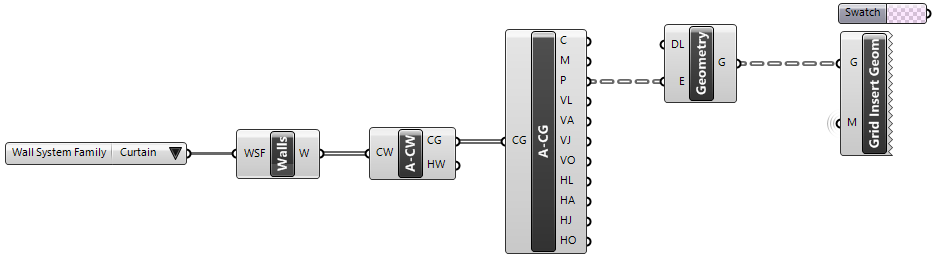 Wall System Family Curtain
WSF Walls W
CW A-CW CG
HW
CG A-CG C
M
P
VL
VA
VJ
VO
HL
HA
HJ
HO
DL Geometry G
E
Swatch
G Grid Insert Geom
M